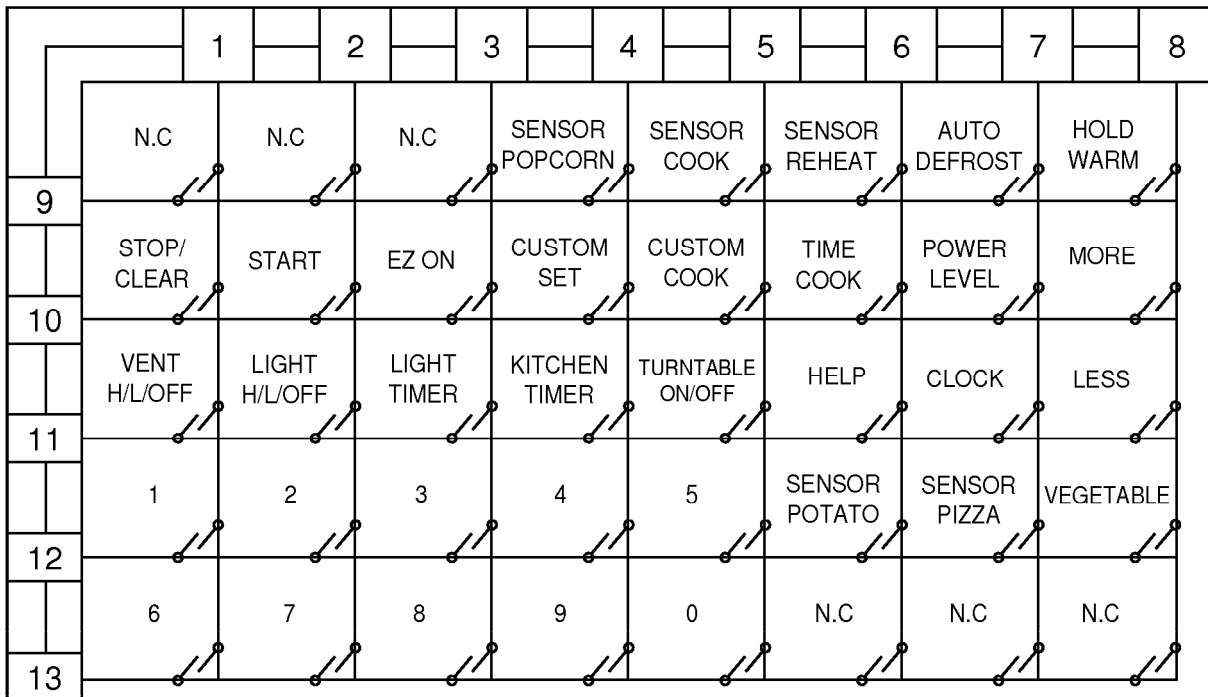 1 2 3 4 5 6 7 8
N.C N.C N.C SENSOR SENSOR SENSOR AUTO HOLD
POPCORN COOK REHEAT DEFROST WARM
9
STOP/ START EZ ON CUSTOM CUSTOM TIME POWER MORE
CLEAR SET COOK COOK LEVEL
10
VENT LIGHT LIGHT KITCHEN TURNTABLE HELP CLOCK LESS
H/L/OFF H/L/OFF TIMER TIMER ON/OFF
11
1 2 3 4 5 SENSOR SENSOR VEGETABLE
POTATO PIZZA
12
6 7 8 9 0 N.C N.C N.C
13